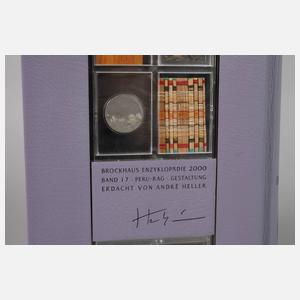 BROCKHAUS ENZYKLOPÄDIE 2000
BAND 17 · PERU-RAG · GESTALTUNG
ERDACHT VON ANDRÉ HELLER